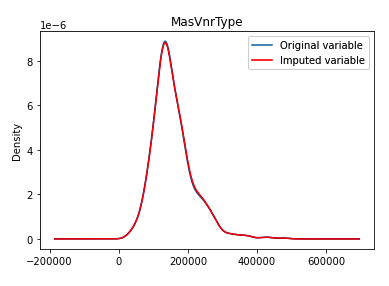 MasVnrType
1e−6
Original variable
Imputed variable
8
6
4
2
0
Density
−200000 0 200000 400000 600000